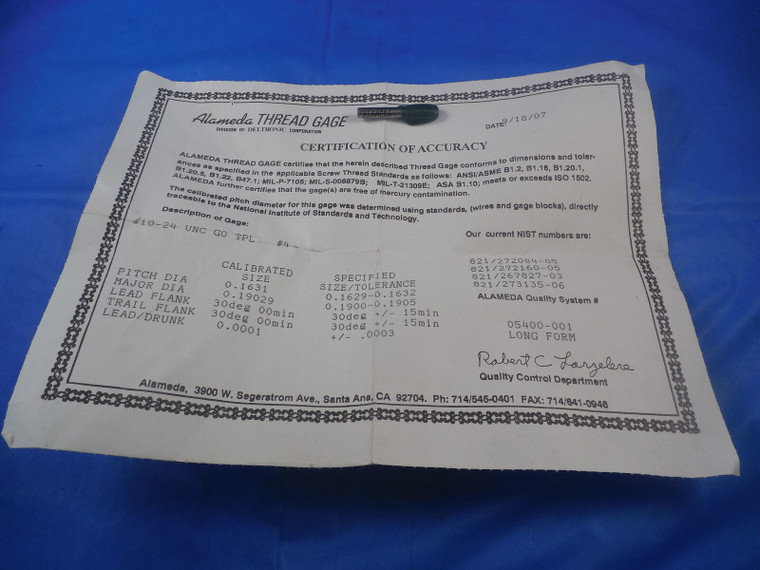 Alameda THREAD GAGE
DIVISION OF DELTRONIC CORPORATION
DATE 9/10/07
CERTIFICATION OF ACCURACY
ALAMEDA THREAD GAGE certifies that the herein described Thread Gage conforms to dimensions and toler-
ances as specified in the applicable Screw Thread Standards as follows: ANSI/ASME B1.2, B1.16, B1.20.1,
B1.20.5, B1.22, B47.1; MIL-P-7105; MIL-S-008879B; MIL-T-21309E; ASA B1.10; meets or exceeds ISO 1502.
ALAMEDA further certifies that the gage(s) are free of mercury contamination.
The calibrated pitch diameter for this gage was determined using standards, (wires and gage blocks), directly
traceable to the National Institute of Standards and Technology.
Description of Gage:
#10-24 UNC GO TPL #4
Our current NIST numbers are:
821/272084-05
821/272160-05
821/267827-03
821/273135-06
ALAMEDA Quality System #
05400-001
LONG FORM
CALIBRATED SIZE SPECIFIED SIZE/TOLERANCE
PITCH DIA 0.1631 0.1629-0.1632
MAJOR DIA 0.19029 0.1900-0.1905
LEAD FLANK 30deg 00min 30deg +/- 15min
TRAIL FLANK 30deg 00min 30deg +/- 15min
LEAD/DRUNK 0.0001 +/- .0003
Robert C Larzelere
Quality Control Department
Alameda, 3900 W. Segerstrom Ave., Santa Ana, CA 92704. Ph: 714/545-0401 FAX: 714/641-0946